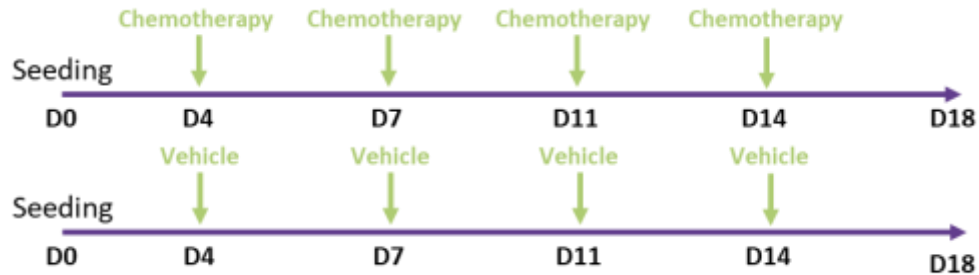 Chemotherapy Chemotherapy Chemotherapy Chemotherapy
Seeding
D0 D4 D7 D11 D14 D18
Vehicle Vehicle Vehicle Vehicle
Seeding
D0 D4 D7 D11 D14 D18